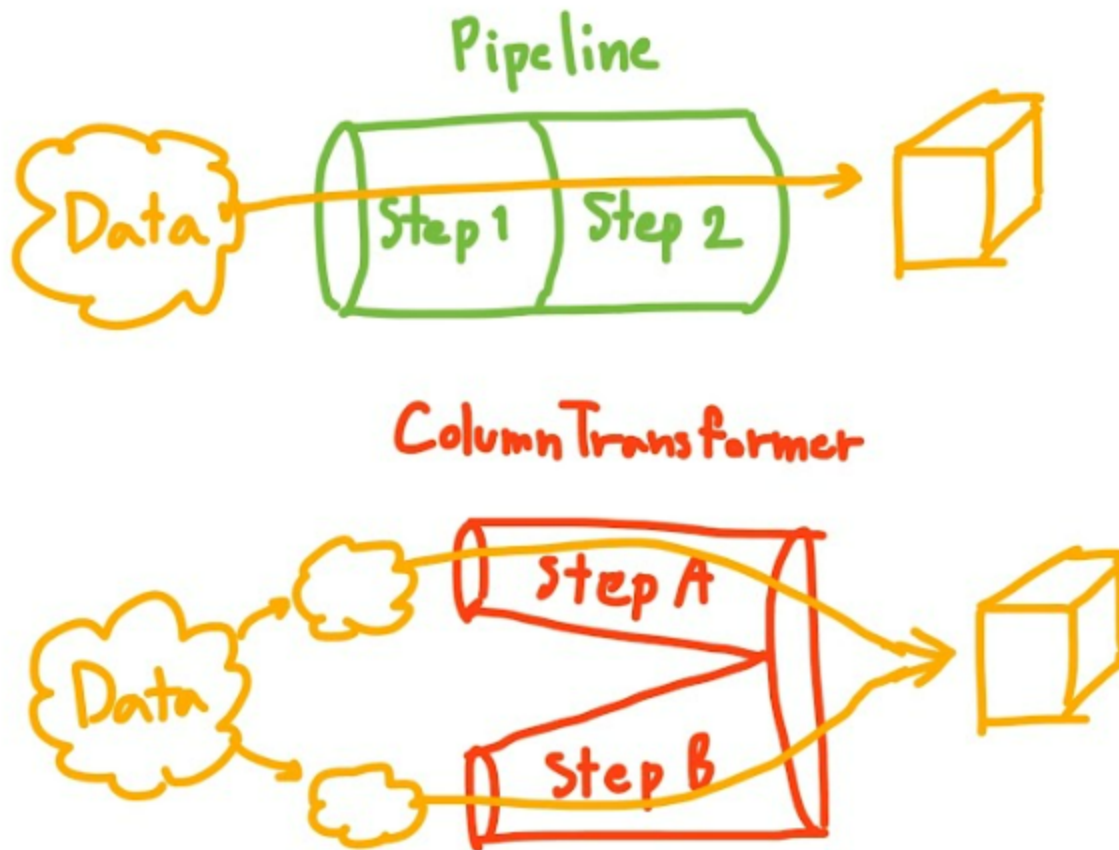 Pipeline
Data
Step 1
Step 2
ColumnTransformer
Step A
Data
Step B